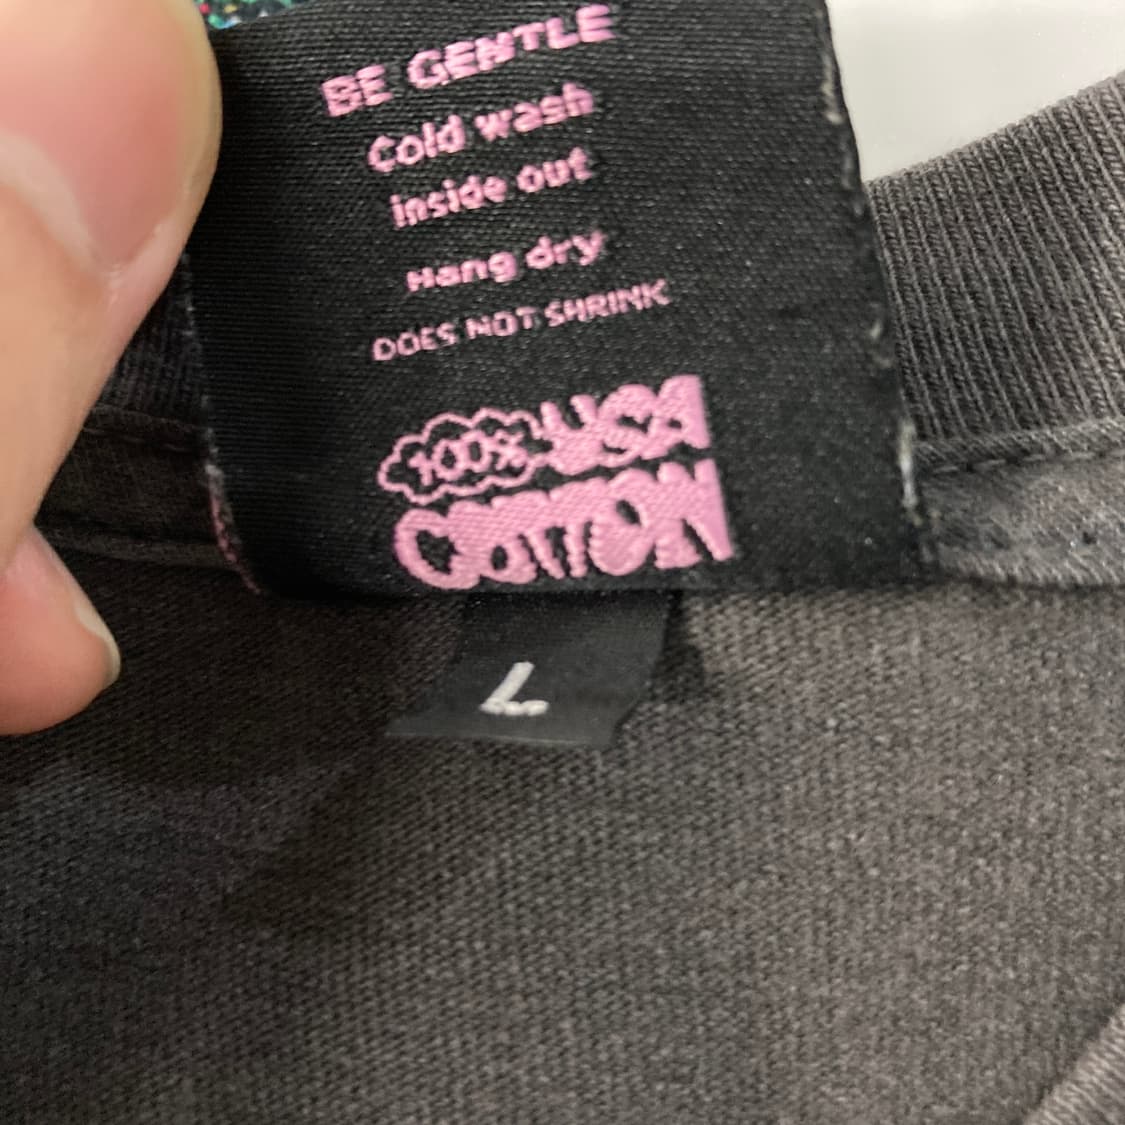 BE GENTLE
Cold wash
inside out
Hang dry
DOES NOT SHRINK
100% USA
COTTON
L